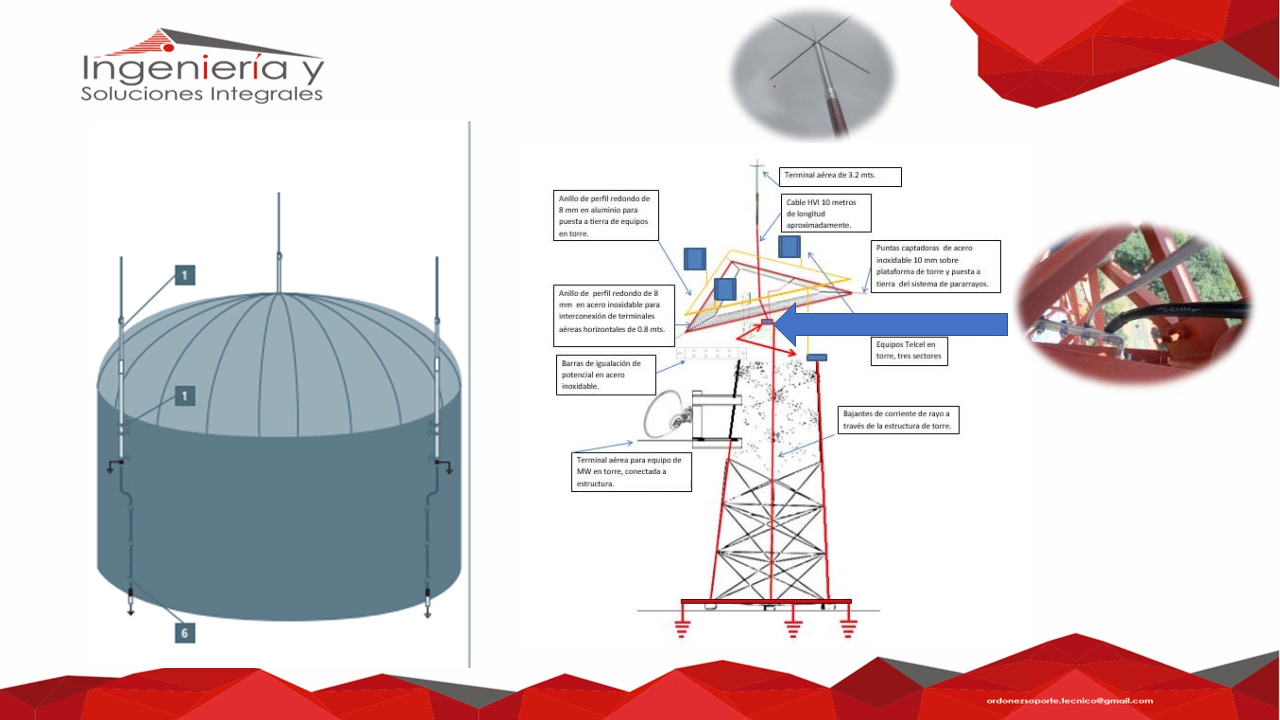 Ingeniería y
Soluciones Integrales
1
1
6
Terminal aérea de 3.2 mts.
Cable HVI 10 metros
de longitud
aproximadamente.
Anillo de perfil redondo de
8 mm en aluminio para
puesta a tierra de equipos
en torre.
Puntas captadoras de acero
inoxidable 10 mm sobre
plataforma de torre y puesta a
tierra del sistema de pararrayos.
Anillo de perfil redondo de 8
mm en acero inoxidable para
interconexión de terminales
aéreas horizontales de 0.8 mts.
Equipos Telcel en
torre, tres sectores
Barras de igualación de
potencial en acero
inoxidable.
Bajantes de corriente de rayo a
través de la estructura de torre.
Terminal aérea para equipo de
MW en torre, conectada a
estructura.
DEHN
ordonezsoporte.tecnico@gmail.com